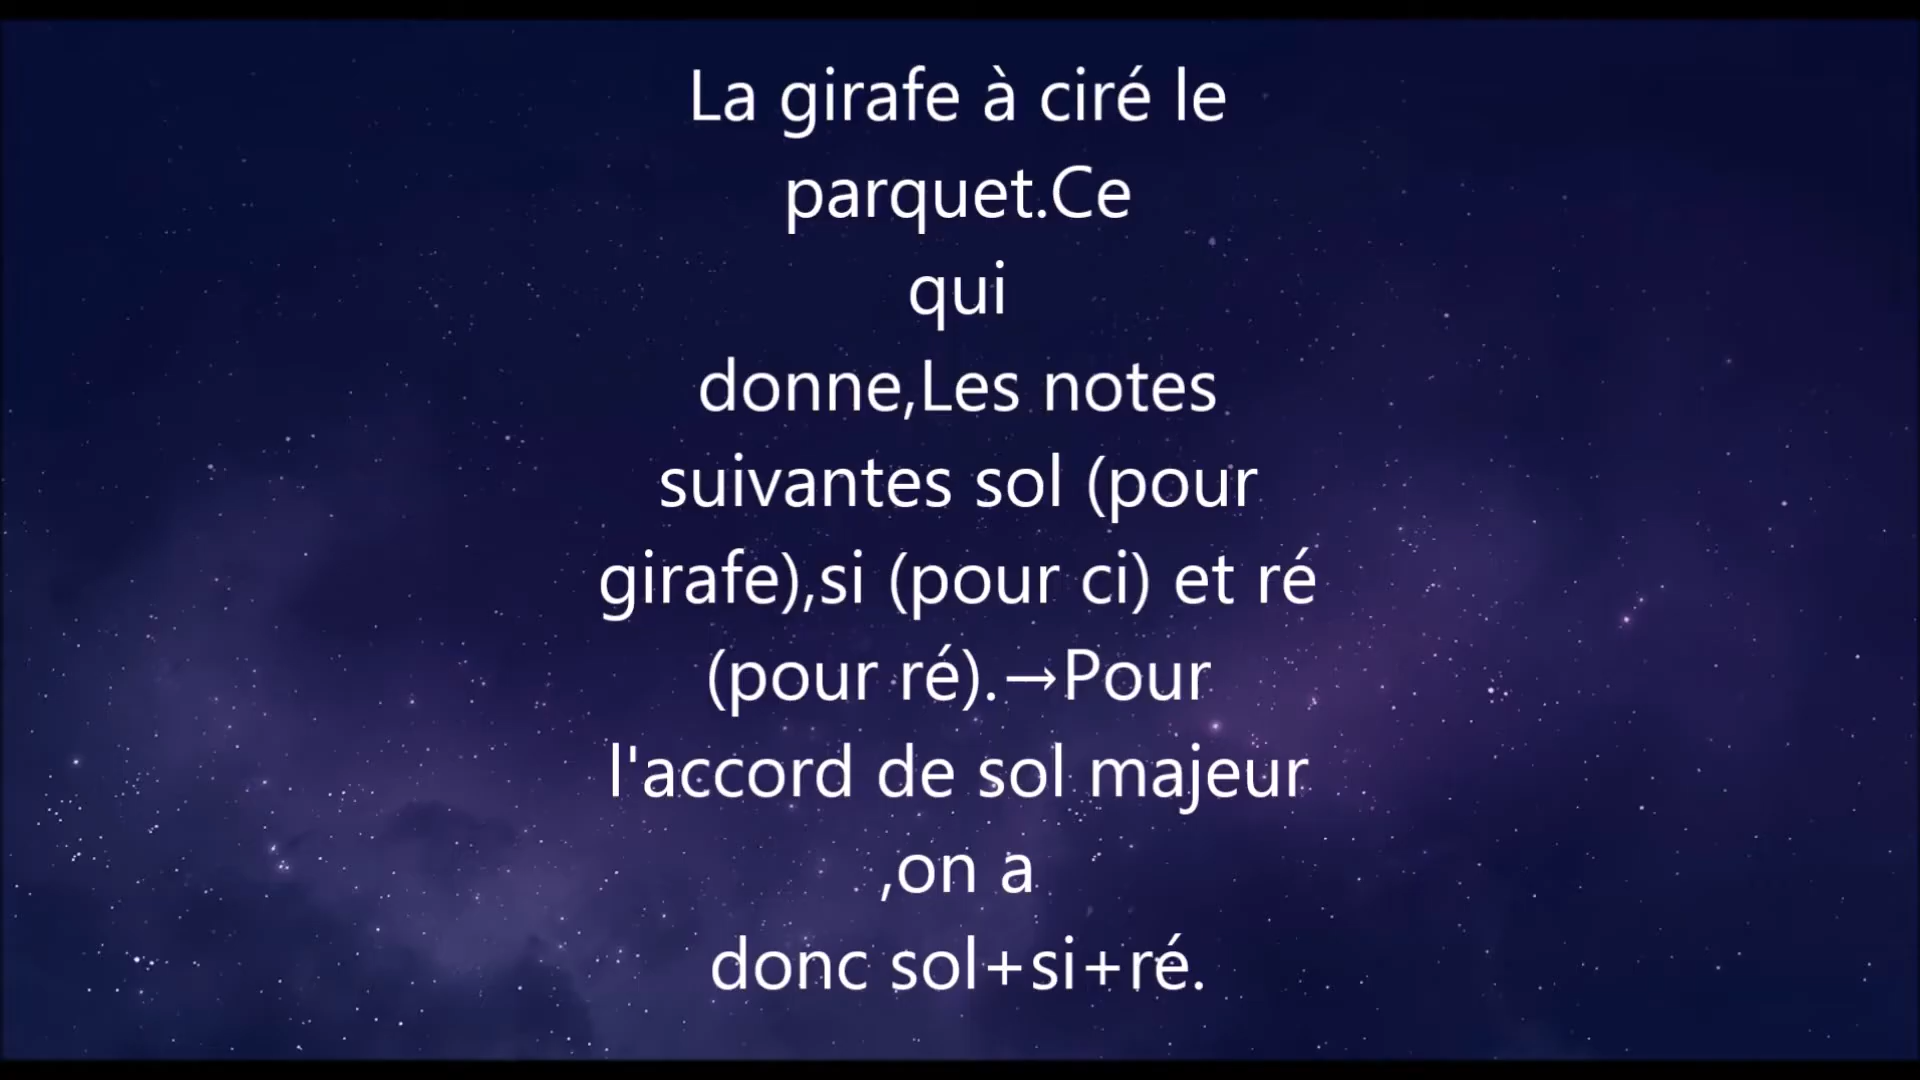 La girafe à ciré le
parquet.Ce
qui
donne,Les notes
suivantes sol (pour
girafe),si (pour ci) et ré
(pour ré).→Pour
l'accord de sol majeur
,on a
donc sol+si+ré.